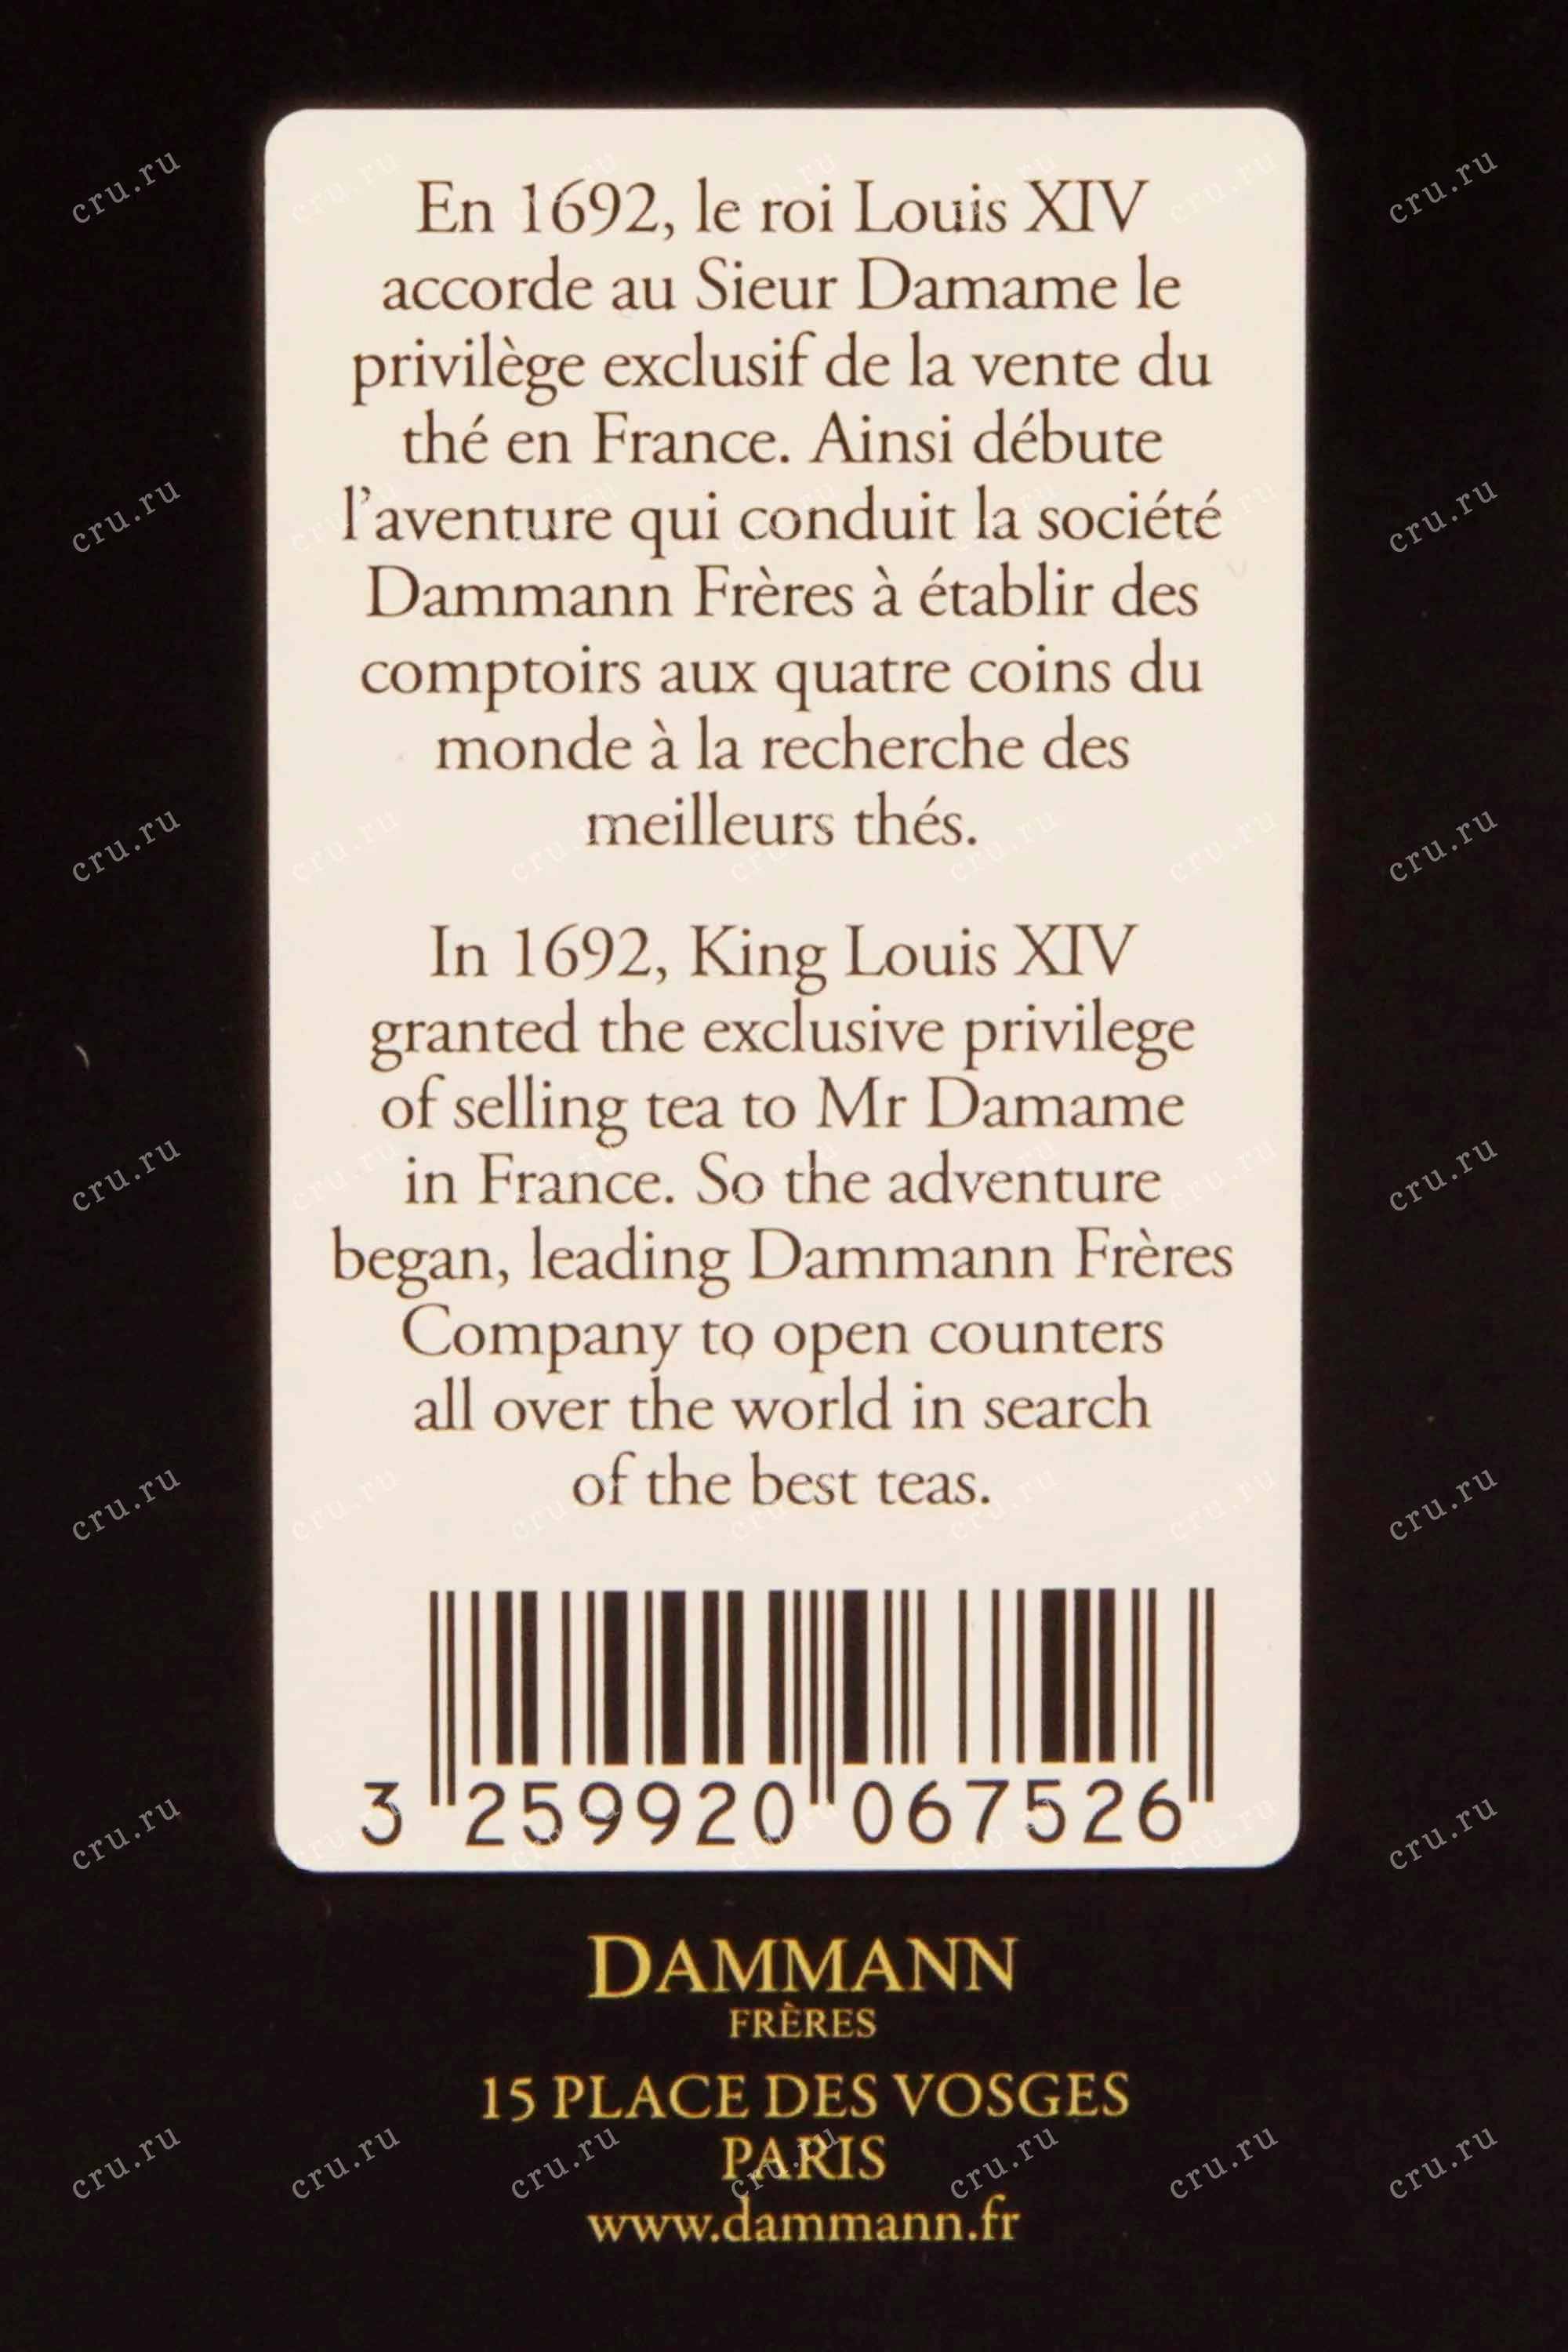 En 1692, le roi Louis XIV
accorde au Sieur Damame le
privilège exclusif de la vente du
thé en France. Ainsi débute
l'aventure qui conduit la société
Dammann Frères à établir des
comptoirs aux quatre coins du
monde à la recherche des
meilleurs thés.
In 1692, King Louis XIV
granted the exclusive privilege
of selling tea to Mr Damame
in France. So the adventure
began, leading Dammann Frères
Company to open counters
all over the world in search
of the best teas.
3 259920 067526
DAMMANN
FRÈRES
15 PLACE DES VOSGES
PARIS
www.dammann.fr
cru.ru